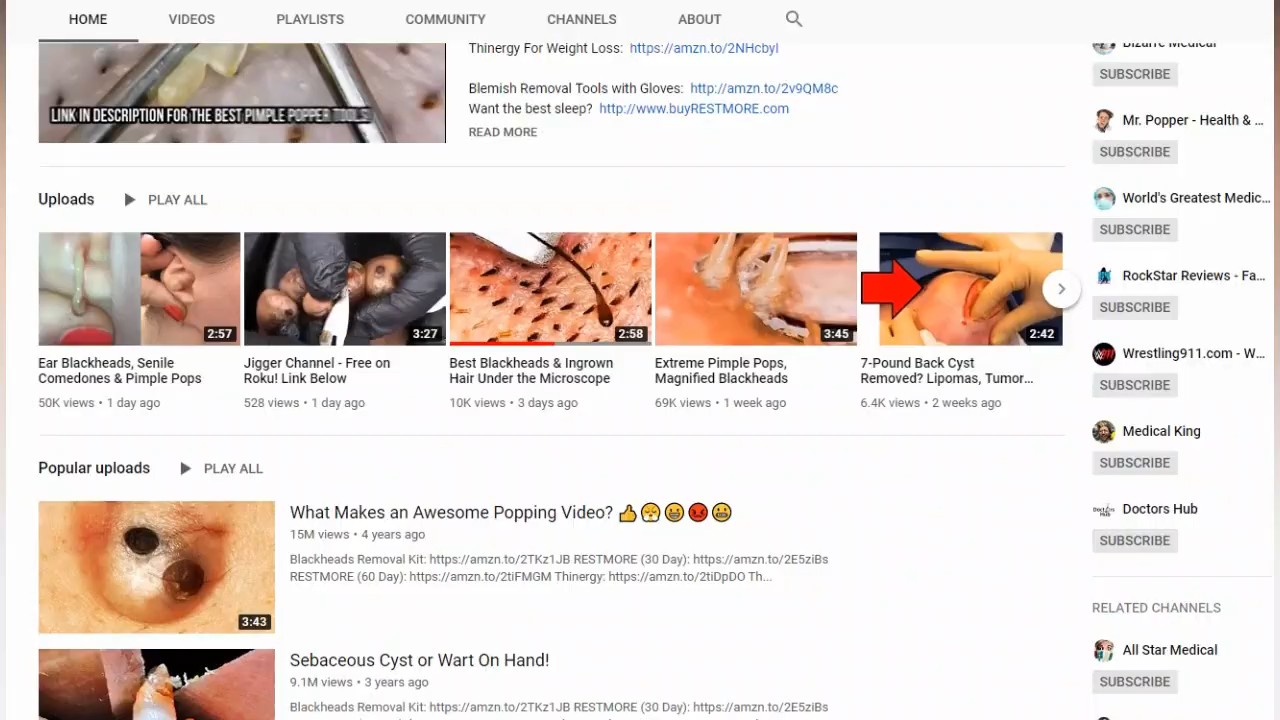 HOME VIDEOS PLAYLISTS COMMUNITY CHANNELS ABOUT
LINK IN DESCRIPTION FOR THE BEST PIMPLE POPPER TOOLS
Thinergy For Weight Loss: https://amzn.to/2NHcbyI
Blemish Removal Tools with Gloves: http://amzn.to/2v9QM8c
Want the best sleep? http://www.buyRESTMORE.com
READ MORE
Uploads PLAY ALL
2:57
Ear Blackheads, Senile
Comedones & Pimple Pops
50K views • 1 day ago
3:27
Jigger Channel - Free on
Roku! Link Below
528 views • 1 day ago
2:58
Best Blackheads & Ingrown
Hair Under the Microscope
10K views • 3 days ago
3:45
Extreme Pimple Pops,
Magnified Blackheads
69K views • 1 week ago
2:42
7-Pound Back Cyst
Removed? Lipomas, Tumor...
6.4K views • 2 weeks ago
Popular uploads PLAY ALL
3:43
What Makes an Awesome Popping Video? 👍😤😀😡😬
15M views • 4 years ago
Blackheads Removal Kit: https://amzn.to/2TKz1JB RESTMORE (30 Day): https://amzn.to/2E5ziBs
RESTMORE (60 Day): https://amzn.to/2tiFMGM Thinergy: https://amzn.to/2tiDpDO Th...
Sebaceous Cyst or Wart On Hand!
9.1M views • 3 years ago
Blackheads Removal Kit: https://amzn.to/2TKz1JB RESTMORE (30 Day): https://amzn.to/2E5ziBs
Bizarre Medical
SUBSCRIBE
Mr. Popper - Health & ...
SUBSCRIBE
World's Greatest Medic...
SUBSCRIBE
RockStar Reviews - Fa...
SUBSCRIBE
Wrestling911.com - W...
SUBSCRIBE
Medical King
SUBSCRIBE
Doctors Hub
SUBSCRIBE
RELATED CHANNELS
All Star Medical
SUBSCRIBE